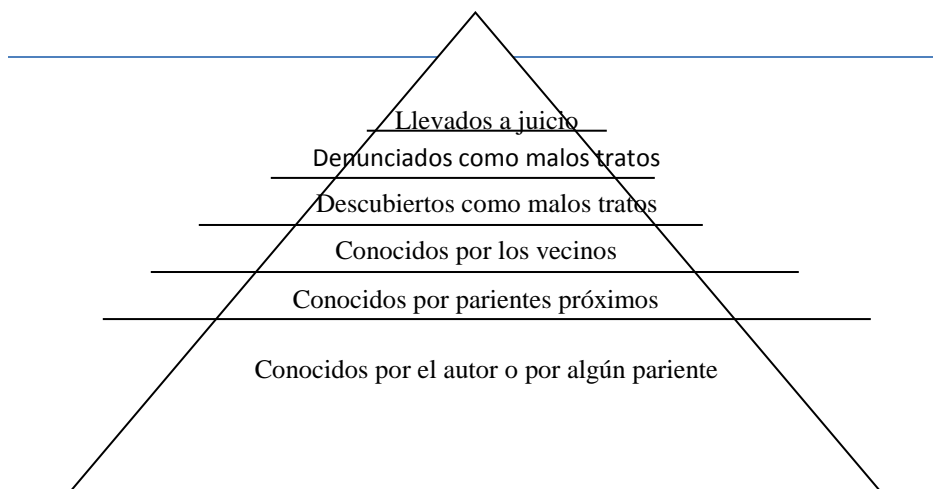 Llevados a juicio
Denunciados como malos tratos
Descubiertos como malos tratos
Conocidos por los vecinos
Conocidos por parientes próximos
Conocidos por el autor o por algún pariente